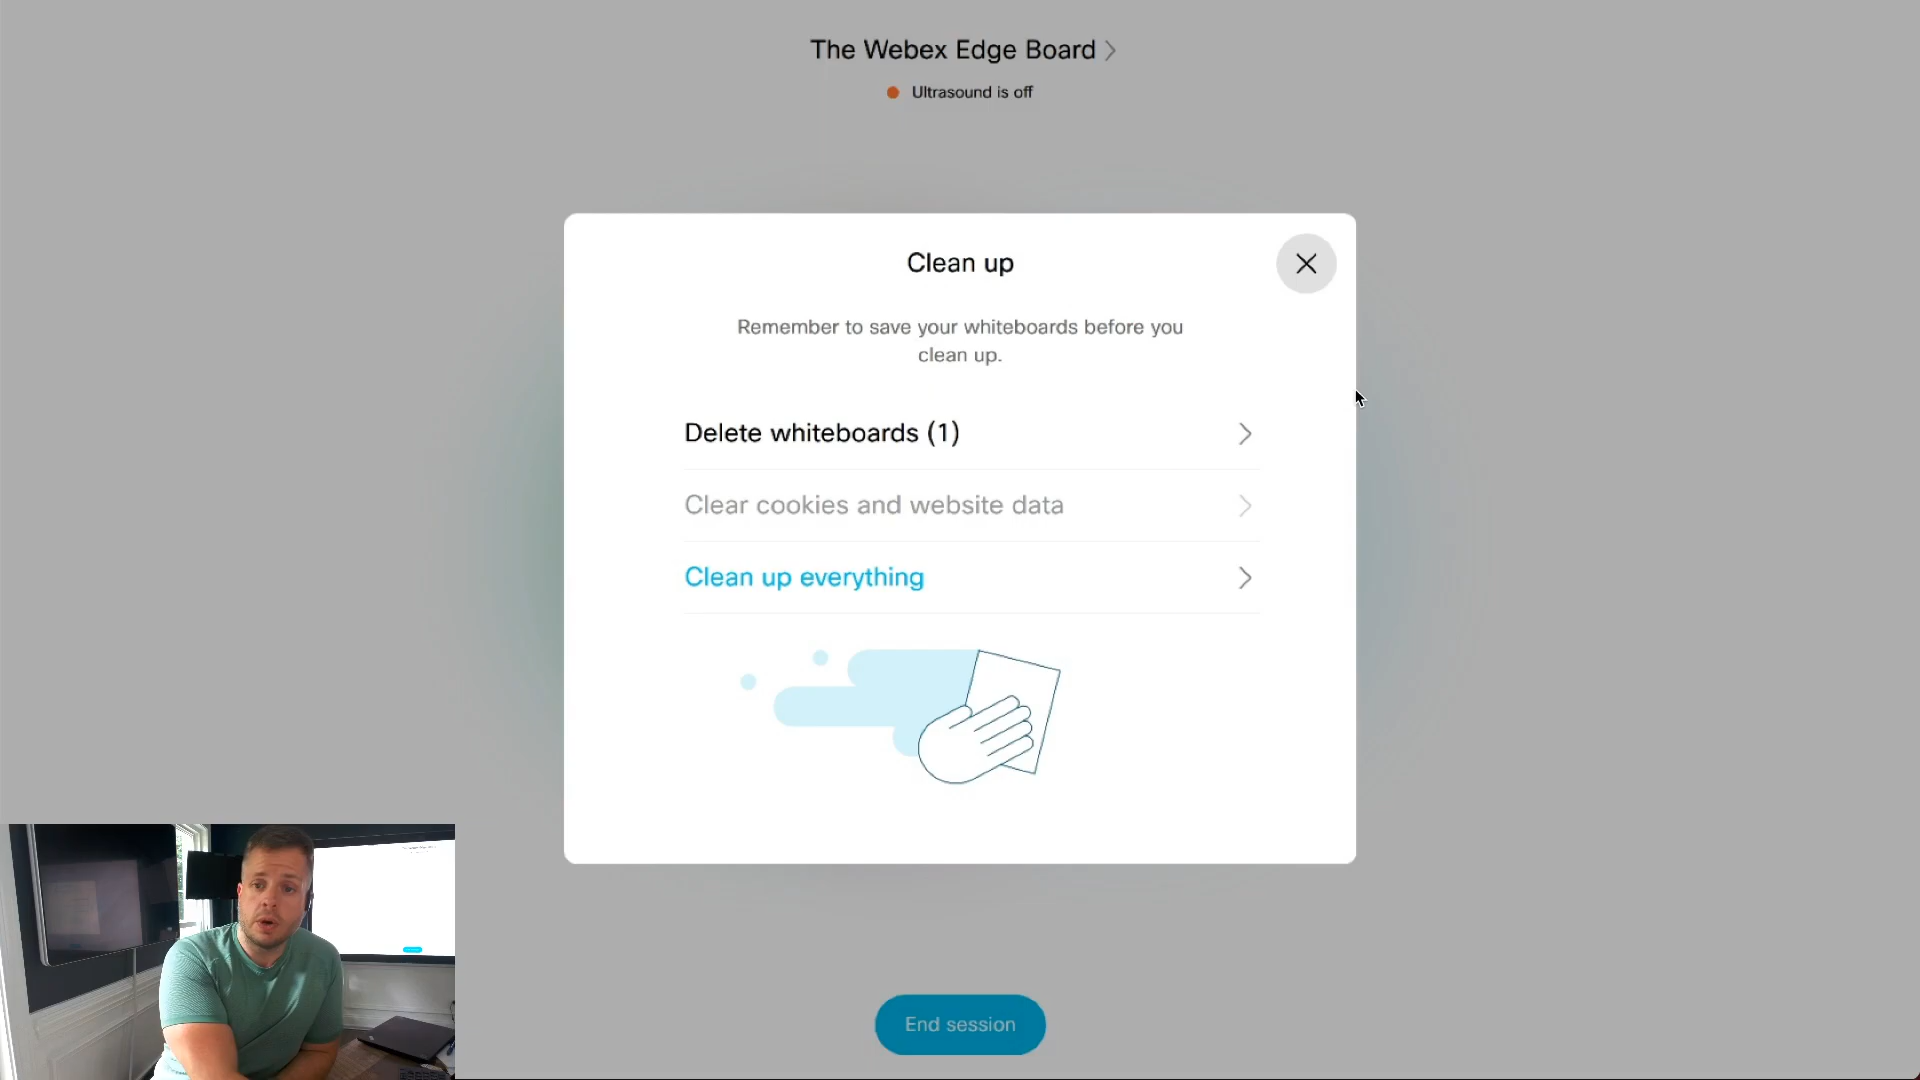 The Webex Edge Board
Ultrasound is off
Clean up
Remember to save your whiteboards before you
clean up.
Delete whiteboards (1)
Clear cookies and website data
Clean up everything
End session